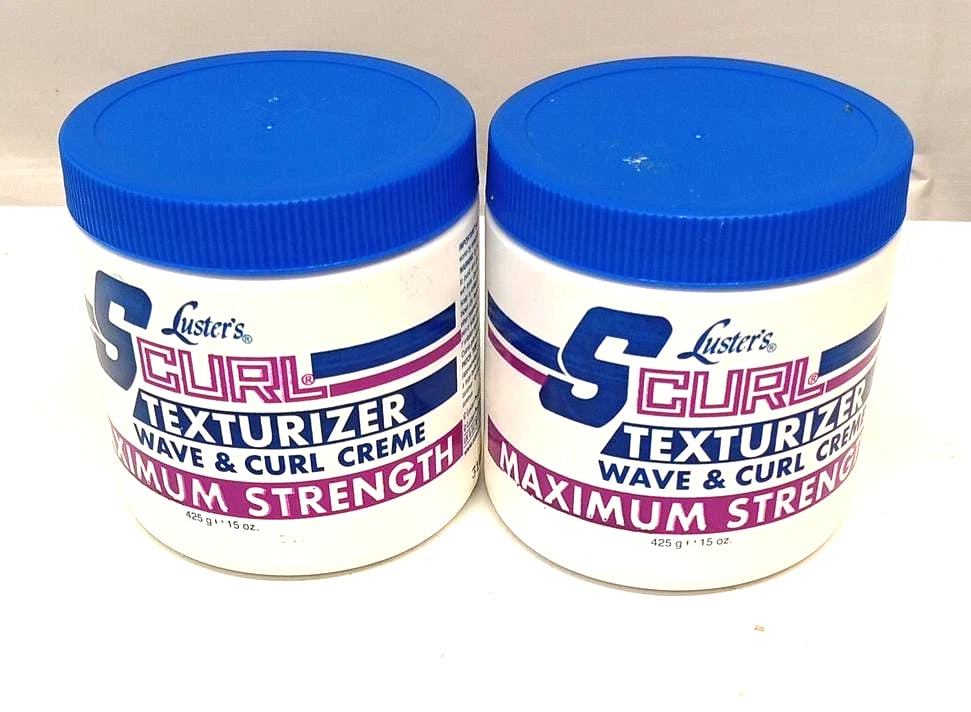 S Luster's®
CURL®
TEXTURIZER
WAVE & CURL CREME
XIMUM STRENGTH
425 g 15 oz.
S Luster's®
CURL®
TEXTURIZER
WAVE & CURL CREME
MAXIMUM STRENG
425 g 15 oz.